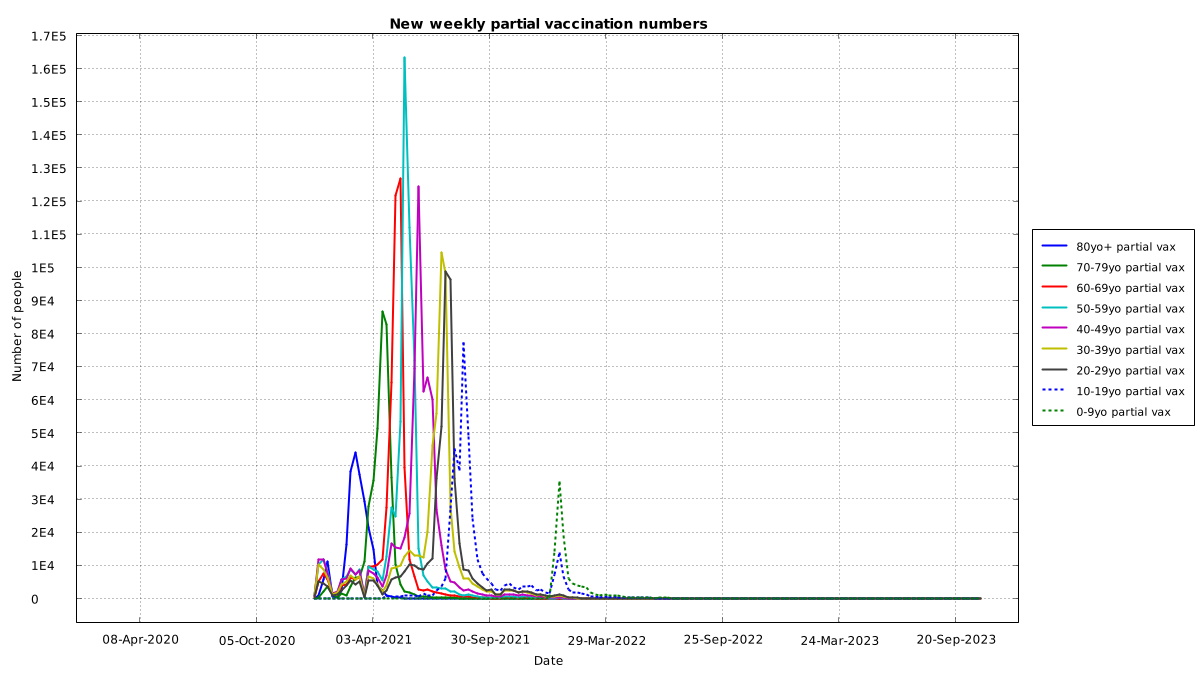 New weekly partial vaccination numbers
1.7E5
1.6E5
1.5E5
1.4E5
1.3E5
1.2E5
1.1E5
1E5
9E4
8E4
7E4
6E4
5E4
4E4
3E4
2E4
1E4
0
Number of people
08-Apr-2020
05-Oct-2020
03-Apr-2021
30-Sep-2021
29-Mar-2022
25-Sep-2022
24-Mar-2023
20-Sep-2023
Date
80yo+ partial vax
70-79yo partial vax
60-69yo partial vax
50-59yo partial vax
40-49yo partial vax
30-39yo partial vax
20-29yo partial vax
10-19yo partial vax
0-9yo partial vax